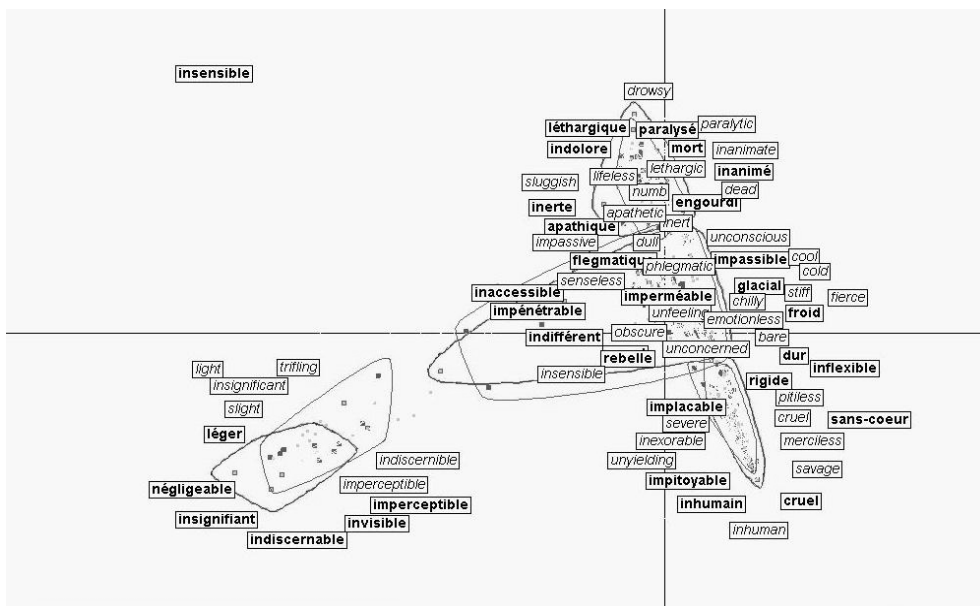 insensible
drowsy
léthargique paralysé paralytic
indolore mort inanimate
lifeless lethargic inanimé
sluggish numb dead
inerte apathetic engourdi
apathique inert
impassive dull unconscious
flegmatique phlegmatic impassible cool
senseless cold
inaccessible imperméable glacial stiff fierce
impénétrable unfeeling chilly froid
indifférent obscure emotionless bare
rebelle unconcerned dur
light trifling insensible inflexible
insignificant rigide
slight implacable pitiless
léger severe cruel sans-coeur
inexorable merciless
indiscernible unyielding savage
négligeable imperceptible impitoyable
insignifiant imperceptible inhumain cruel
indiscernable invisible inhuman